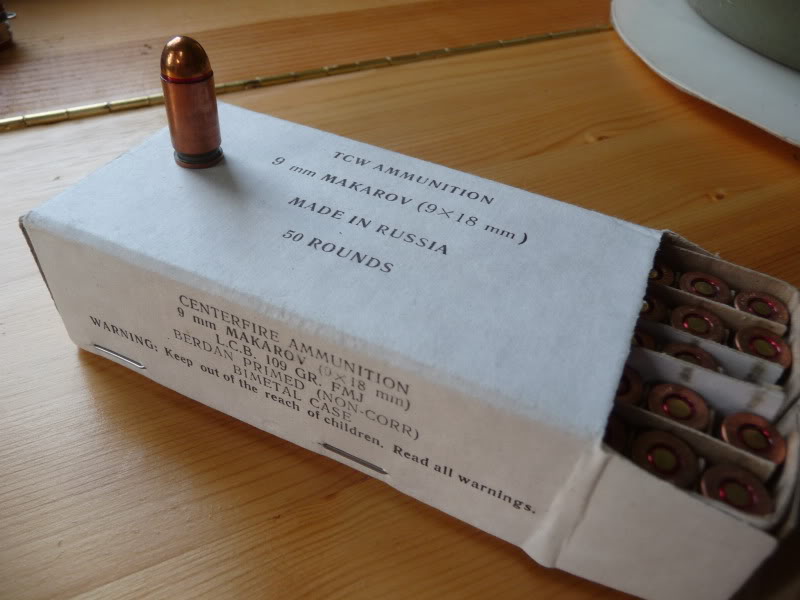 TCW AMMUNITION
9 mm MAKAROV (9×18 mm)
MADE IN RUSSIA
50 ROUNDS
CENTERFIRE AMMUNITION
9 mm MAKAROV (9×18 mm)
L.C.B. 109 GR. FMJ
BERDAN PRIMED (NON-CORR)
BIMETAL CASE
WARNING: Keep out of the reach of children. Read all warnings.